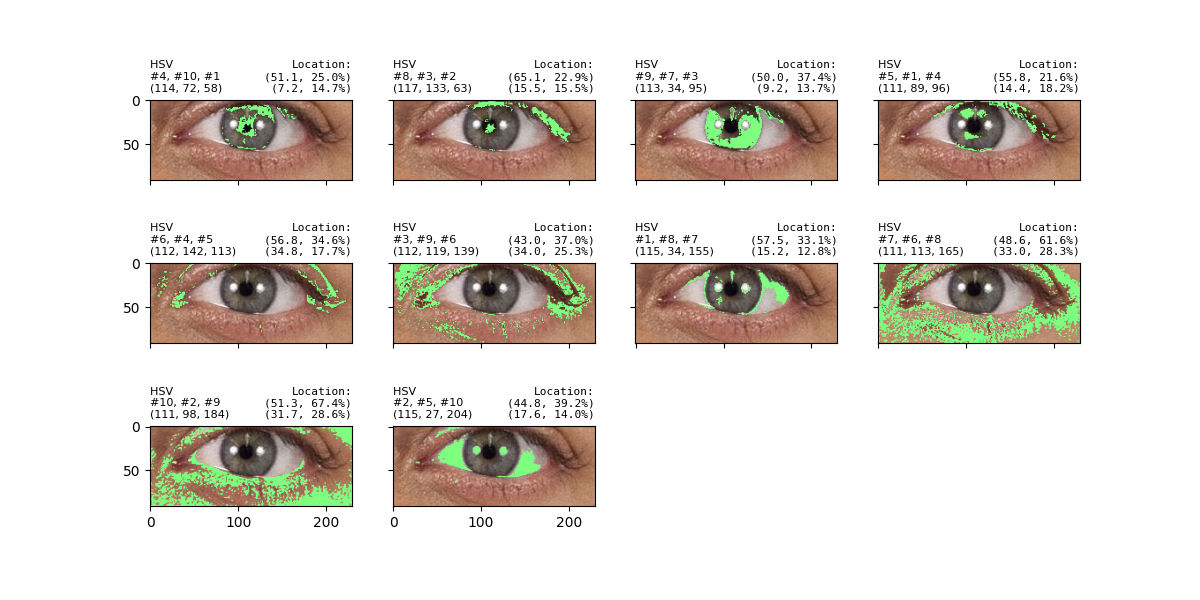 HSV Location:
#4, #10, #1 (51.1, 25.0%)
(114, 72, 58) (7.2, 14.7%)
HSV Location:
#8, #3, #2 (65.1, 22.9%)
(117, 133, 63) (15.5, 15.5%)
HSV Location:
#9, #7, #3 (50.0, 37.4%)
(113, 34, 95) (9.2, 13.7%)
HSV Location:
#5, #1, #4 (55.8, 21.6%)
(111, 89, 96) (14.4, 18.2%)
0
50
HSV Location:
#6, #4, #5 (56.8, 34.6%)
(112, 142, 113) (34.8, 17.7%)
HSV Location:
#3, #9, #6 (43.0, 37.0%)
(112, 119, 139) (34.0, 25.3%)
HSV Location:
#1, #8, #7 (57.5, 33.1%)
(115, 34, 155) (15.2, 12.8%)
HSV Location:
#7, #6, #8 (48.6, 61.6%)
(111, 113, 165) (33.0, 28.3%)
0
50
HSV Location:
#10, #2, #9 (51.3, 67.4%)
(111, 98, 184) (31.7, 28.6%)
HSV Location:
#2, #5, #10 (44.8, 39.2%)
(115, 27, 204) (17.6, 14.0%)
0
50
0 100 200
0 100 200